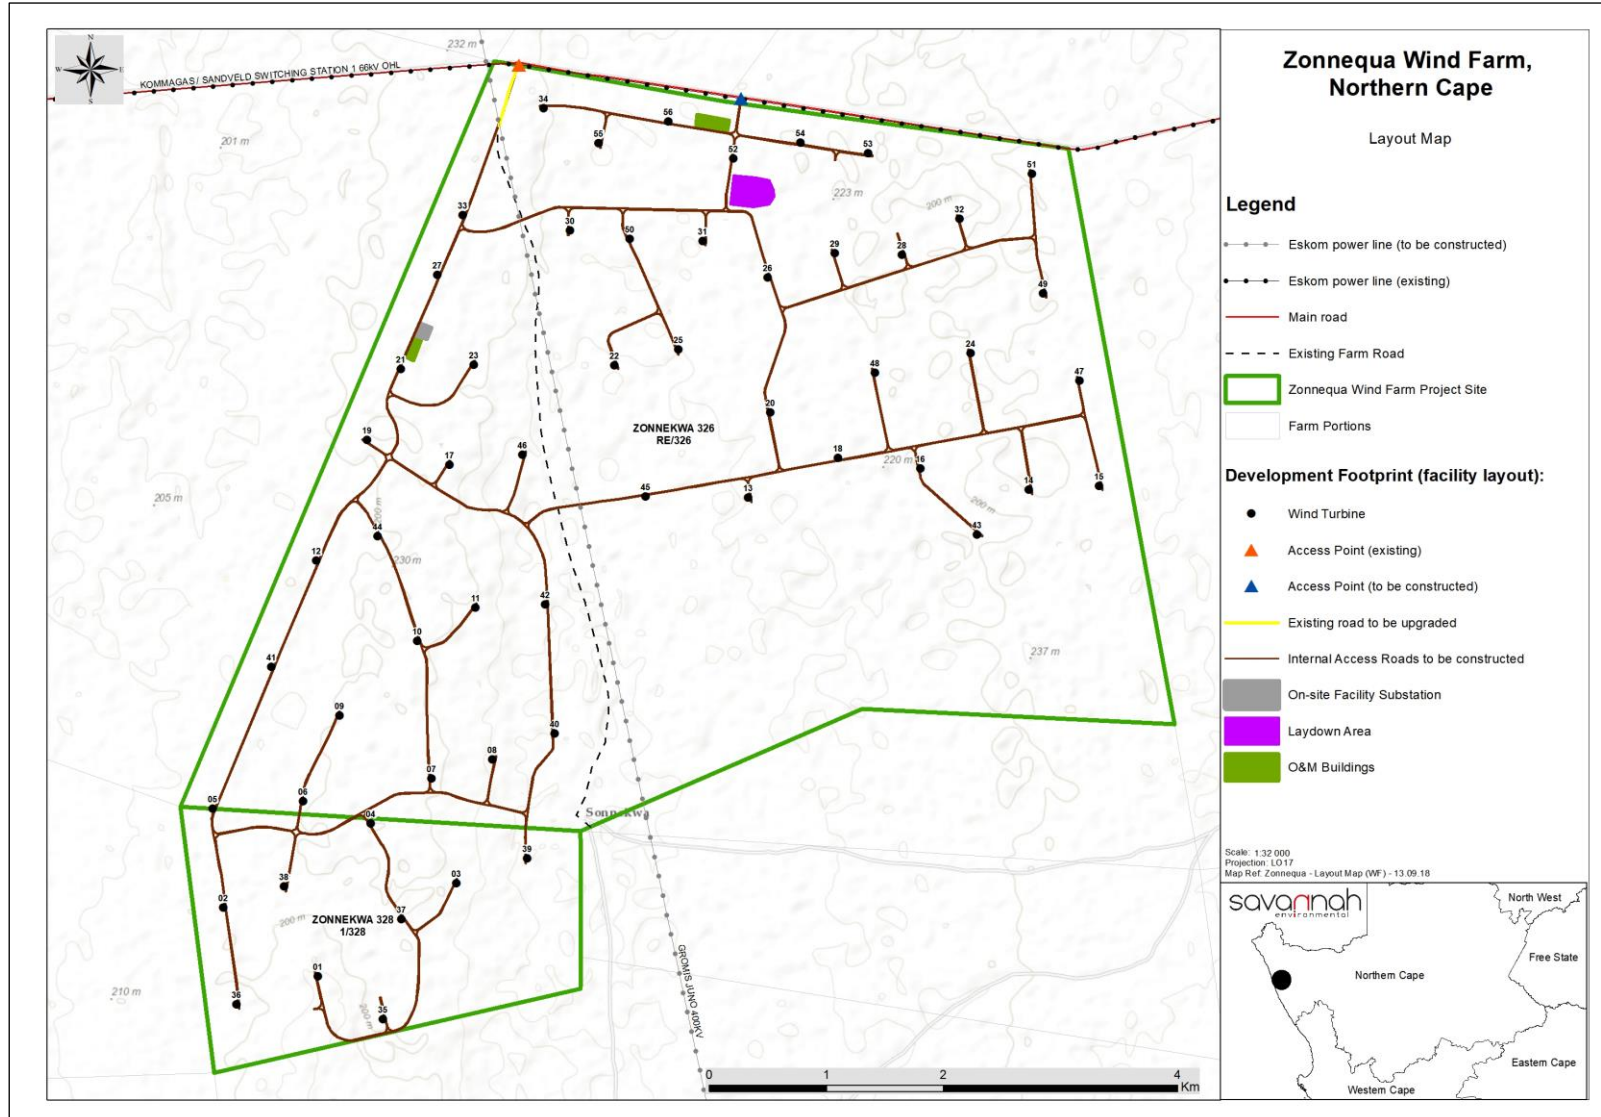 N
W
E
S
KOMMAGAS / SANDVELD SWITCHING STATION 1 66kV OHL
232 m
201 m
34
56
55
52
54
53
51
223 m
200 m
32
33
30
50
31
29
28
27
26
49
21
23
22
25
48
24
47
20
19
17
46
ZONNEKWA 326
RE/326
18
220 m
16
14
15
205 m
200 m
45
13
200 m
44
43
12
230 m
11
42
10
237 m
41
09
40
08
07
06
05
04
Sonnekwa
39
03
38
02
200 m
37
ZONNEKWA 328
1/328
01
210 m
36
200 m
35
GROMIS JUNO 400KV
0
1
2
4
Km
Zonnequa Wind Farm,
Northern Cape
Layout Map
Legend
Eskom power line (to be constructed)
Eskom power line (existing)
Main road
Existing Farm Road
Zonnequa Wind Farm Project Site
Farm Portions
Development Footprint (facility layout):
Wind Turbine
Access Point (existing)
Access Point (to be constructed)
Existing road to be upgraded
Internal Access Roads to be constructed
On-site Facility Substation
Laydown Area
O&M Buildings
Scale: 1:32 000
Projection: LO17
Map Ref: Zonnequa - Layout Map (WF) - 13.09.18
savannah
environmental
North West
Free State
Northern Cape
Eastern Cape
Western Cape